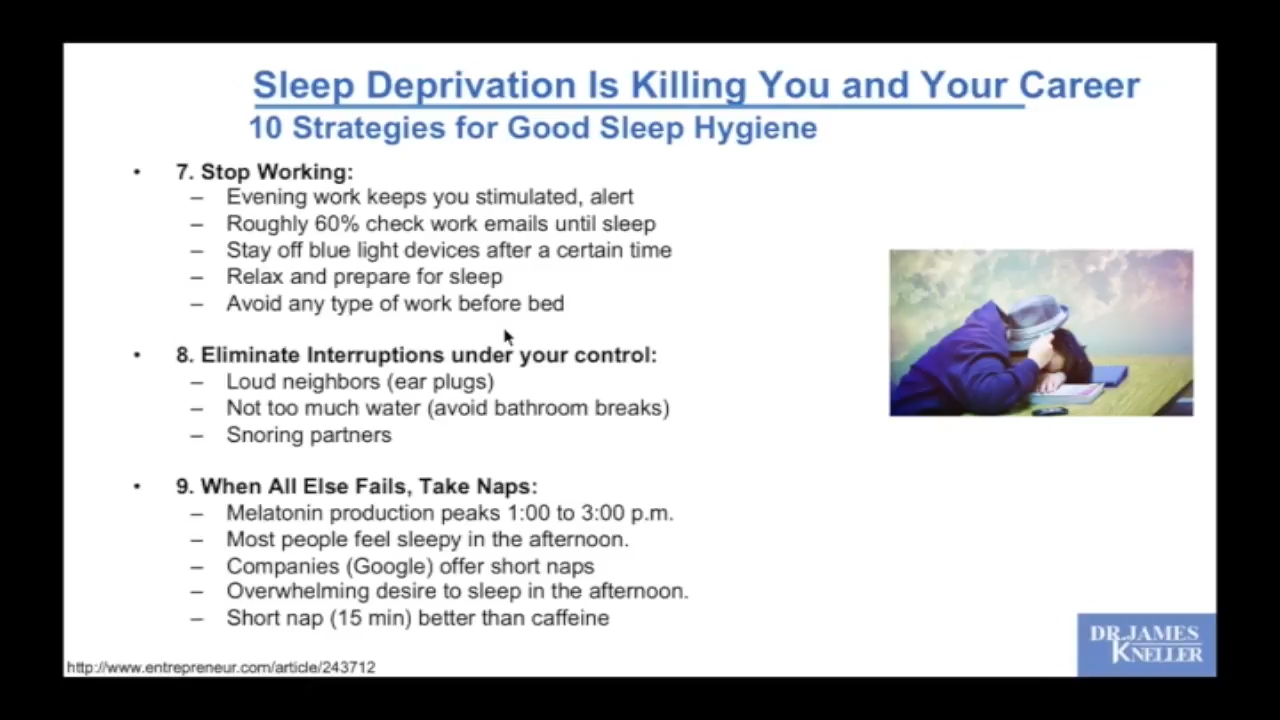 Sleep Deprivation Is Killing You and Your Career
10 Strategies for Good Sleep Hygiene
• 7. Stop Working:
– Evening work keeps you stimulated, alert
– Roughly 60% check work emails until sleep
– Stay off blue light devices after a certain time
– Relax and prepare for sleep
– Avoid any type of work before bed
• 8. Eliminate Interruptions under your control:
– Loud neighbors (ear plugs)
– Not too much water (avoid bathroom breaks)
– Snoring partners
• 9. When All Else Fails, Take Naps:
– Melatonin production peaks 1:00 to 3:00 p.m.
– Most people feel sleepy in the afternoon.
– Companies (Google) offer short naps
– Overwhelming desire to sleep in the afternoon.
– Short nap (15 min) better than caffeine
http://www.entrepreneur.com/article/243712
DR.JAMES
KNELLER